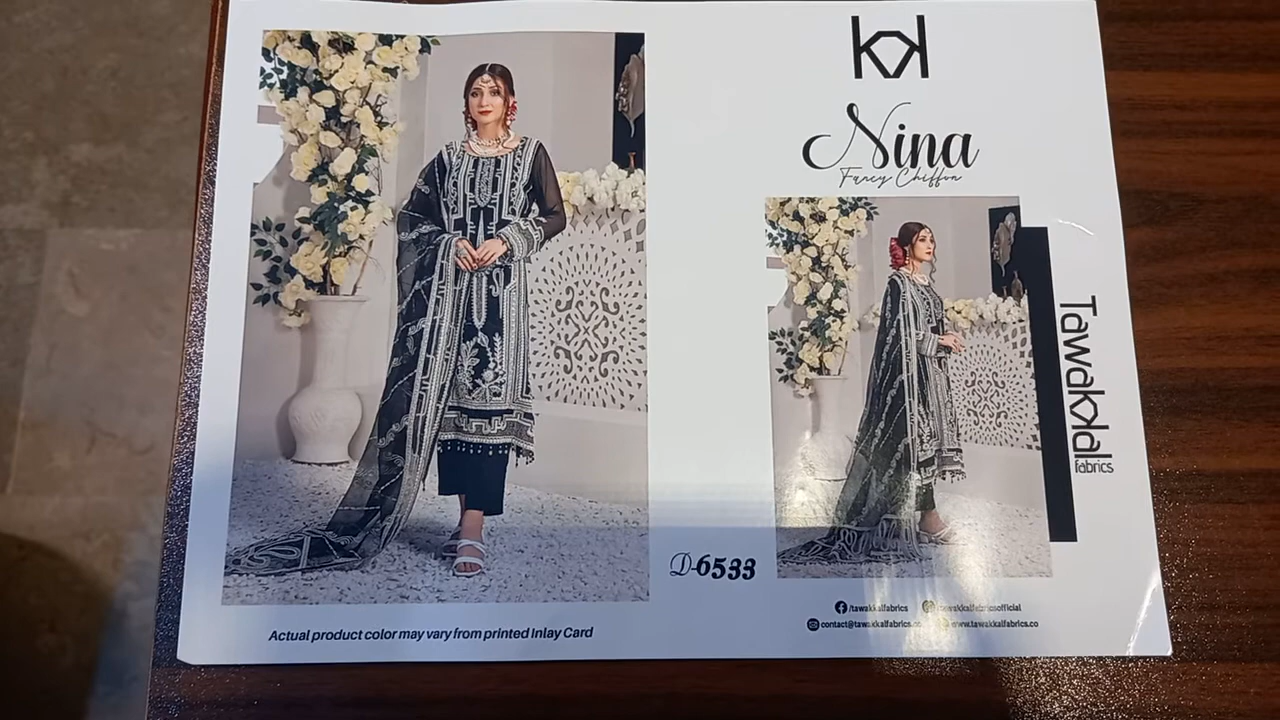 KK
Nina
Fancy Chiffon
Tawakkal
fabrics
D-6533
/tawakkalfabrics
tawakkalfabricsofficial
contact@tawakkalfabrics.co
www.tawakkalfabrics.co
Actual product color may vary from printed Inlay Card